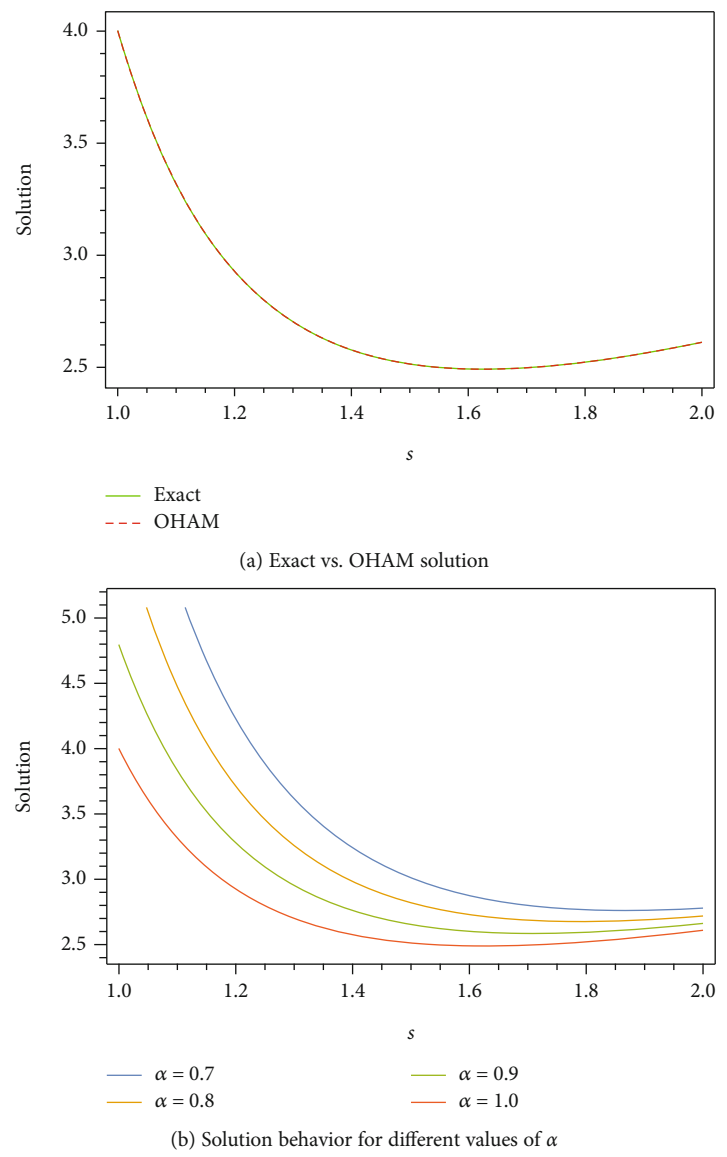 4.0
3.5
3.0
2.5
Solution
1.0 1.2 1.4 1.6 1.8 2.0
s
Exact
OHAM
(a) Exact vs. OHAM solution
5.0
4.5
4.0
3.5
3.0
2.5
Solution
1.0 1.2 1.4 1.6 1.8 2.0
s
α = 0.7 α = 0.9
α = 0.8 α = 1.0
(b) Solution behavior for different values of α